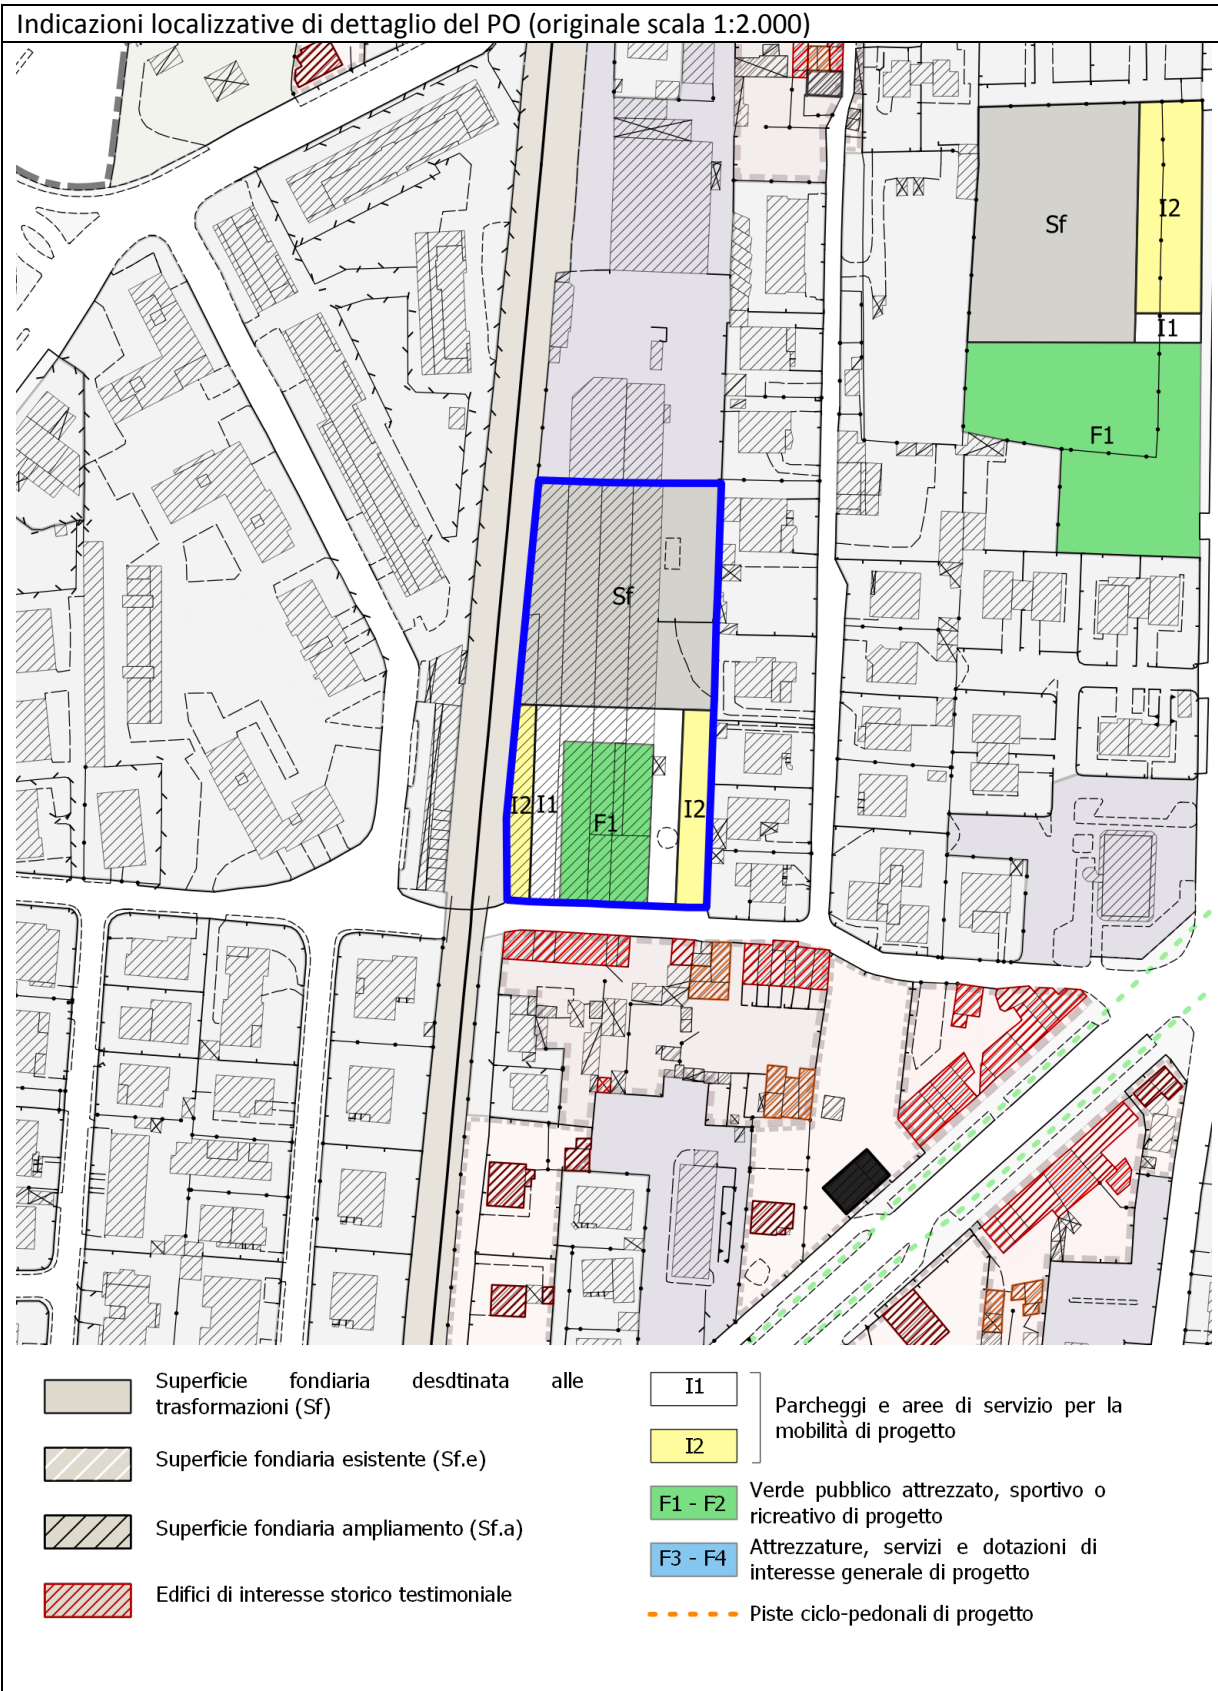 Indicazioni localizzative di dettaglio del PO (originale scala 1:2.000)
Sf
I2
I1
F1
Sf
I2
I1
F1
I2
Superficie fondiaria desdtinata alle
trasformazioni (Sf)
Superficie fondiaria esistente (Sf.e)
Superficie fondiaria ampliamento (Sf.a)
Edifici di interesse storico testimoniale
I1
I2
Parcheggi e aree di servizio per la
mobilità di progetto
F1 - F2
Verde pubblico attrezzato, sportivo o
ricreativo di progetto
F3 - F4
Attrezzature, servizi e dotazioni di
interesse generale di progetto
Piste ciclo-pedonali di progetto